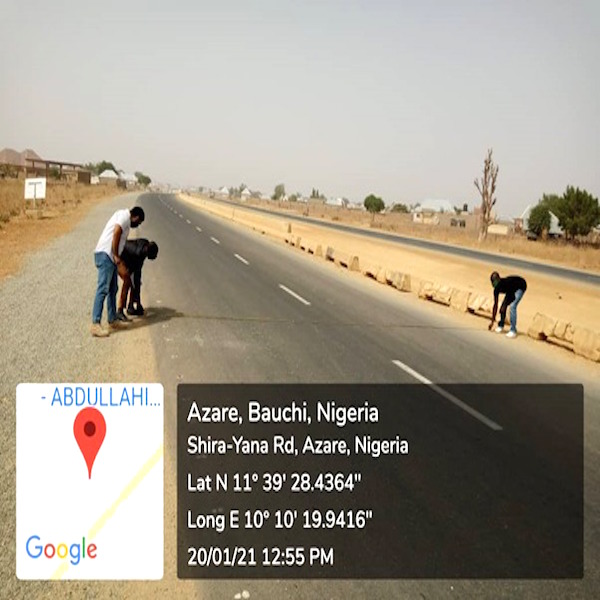 - ABDULLAHI...
Google
Azare, Bauchi, Nigeria
Shira-Yana Rd, Azare, Nigeria
Lat N 11° 39' 28.4364"
Long E 10° 10' 19.9416"
20/01/21 12:55 PM